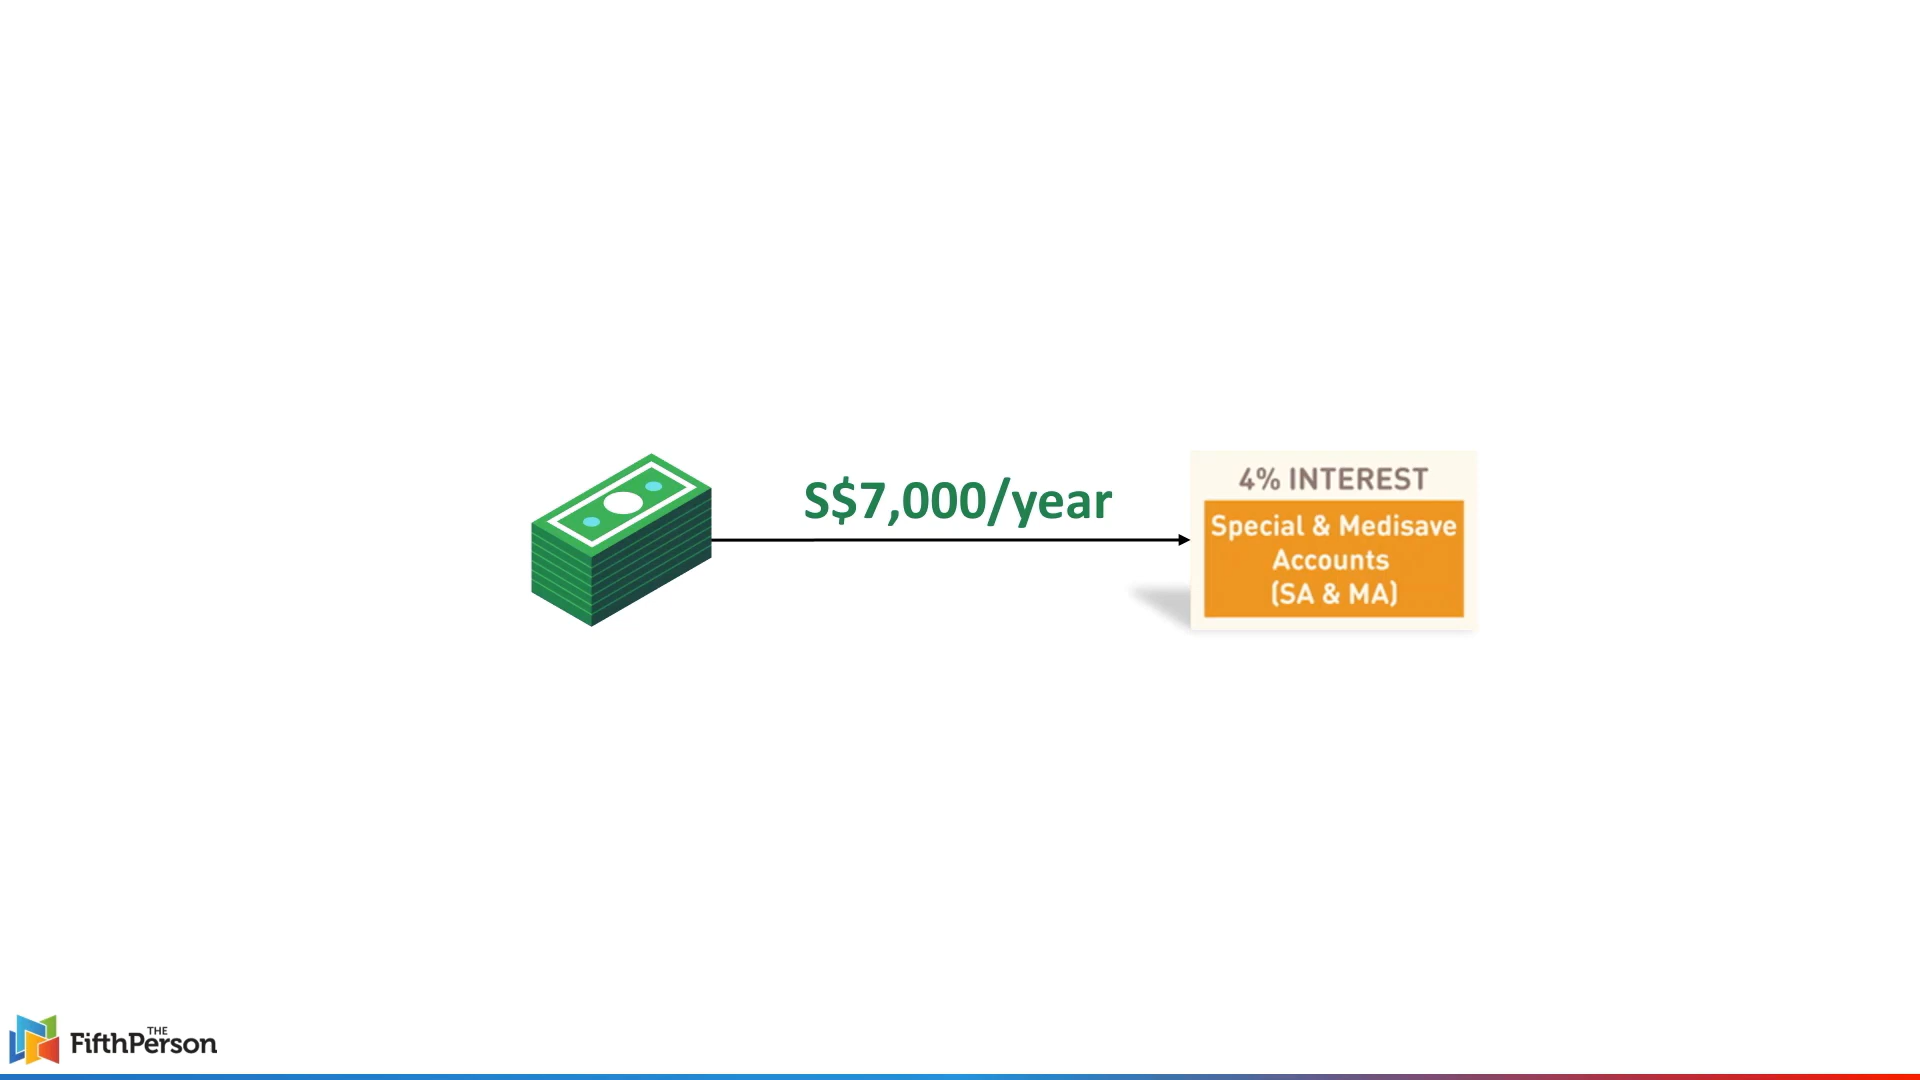 S$7,000/year
4% INTEREST
Special & Medisave
Accounts
(SA & MA)
THE
FifthPerson